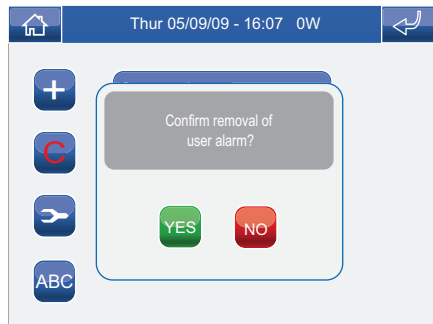 Thur 05/09/09 - 16:07 0W
+
Confirm removal of
user alarm?
C
YES
NO
ABC